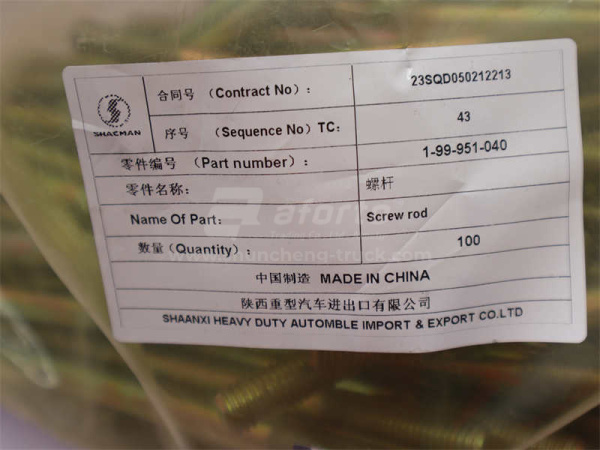 SHACMAN
合同号 (Contract No) : 23SQD050212213
序号 (Sequence No) TC: 43
零件编号 (Part number) : 1-99-951-040
零件名称: 螺杆
Name Of Part: Screw rod
数量 (Quantity) : 100
中国制造 MADE IN CHINA
陕西重型汽车进出口有限公司
SHAANXI HEAVY DUTY AUTOMBLE IMPORT & EXPORT CO.LTD